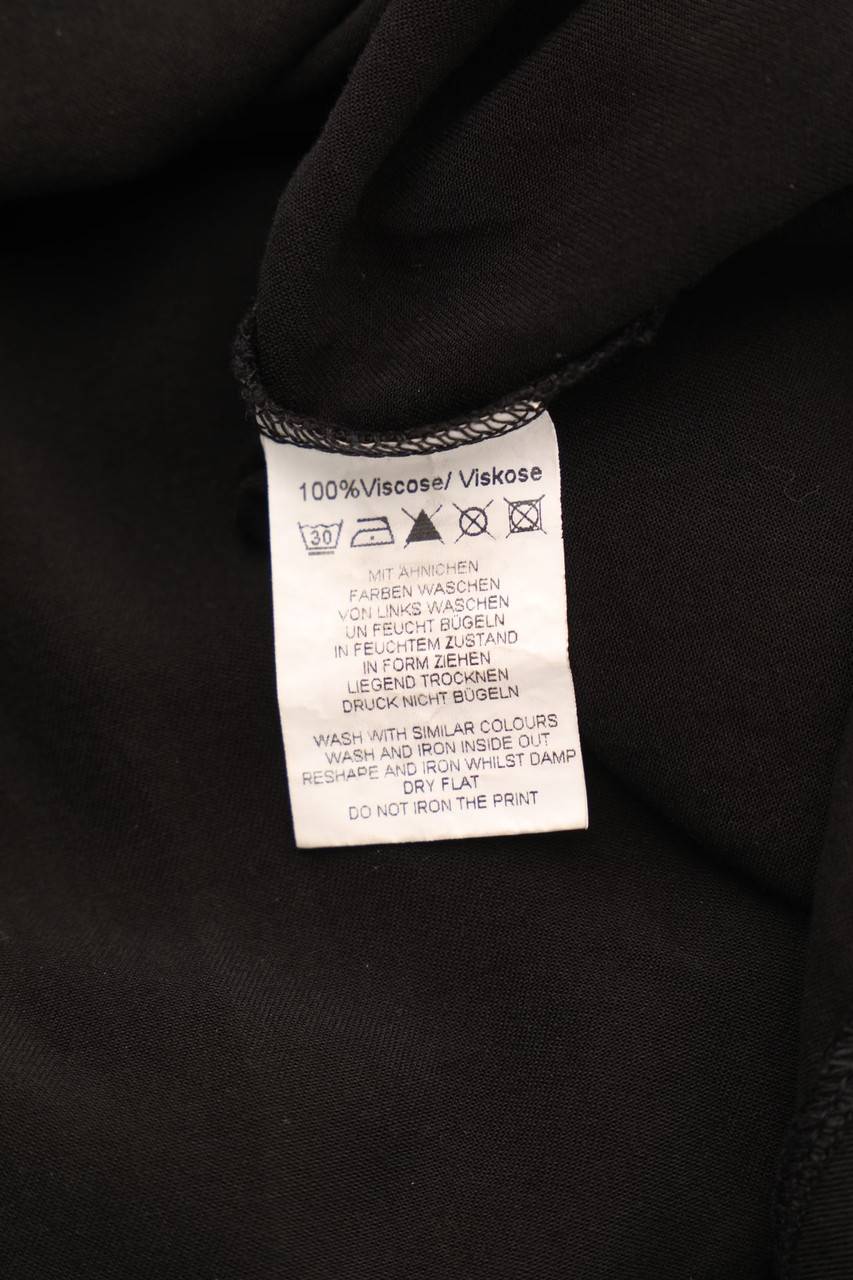 100%Viscose/ Viskose
30
MIT ÄHNICHEN
FARBEN WASCHEN
VON LINKS WASCHEN
UN FEUCHT BÜGELN
IN FEUCHTEM ZUSTAND
IN FORM ZIEHEN
LIEGEND TROCKNEN
DRUCK NICHT BÜGELN
WASH WITH SIMILAR COLOURS
WASH AND IRON INSIDE OUT
RESHAPE AND IRON WHILST DAMP
DRY FLAT
DO NOT IRON THE PRINT